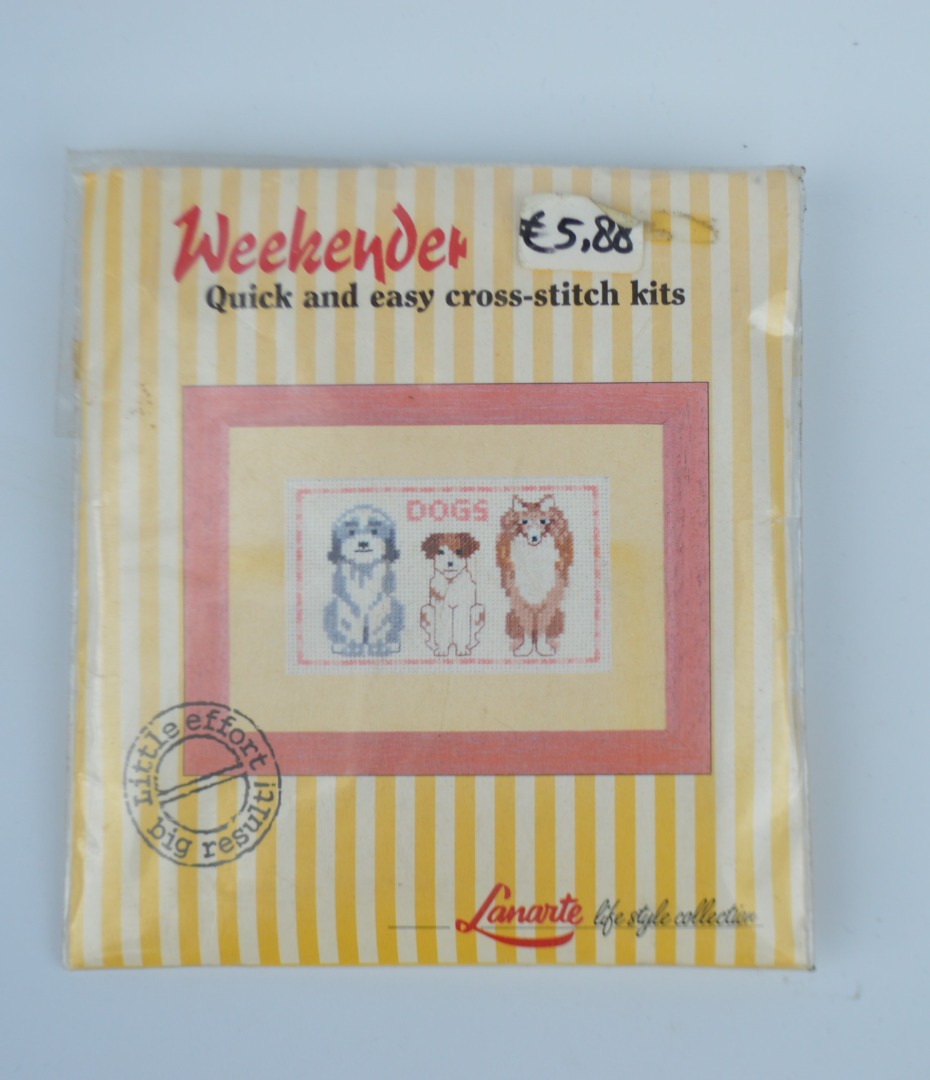 Weekender
€5,80
Quick and easy cross-stitch kits
DOGS
Little effort
big result!
Lanarte life style collection